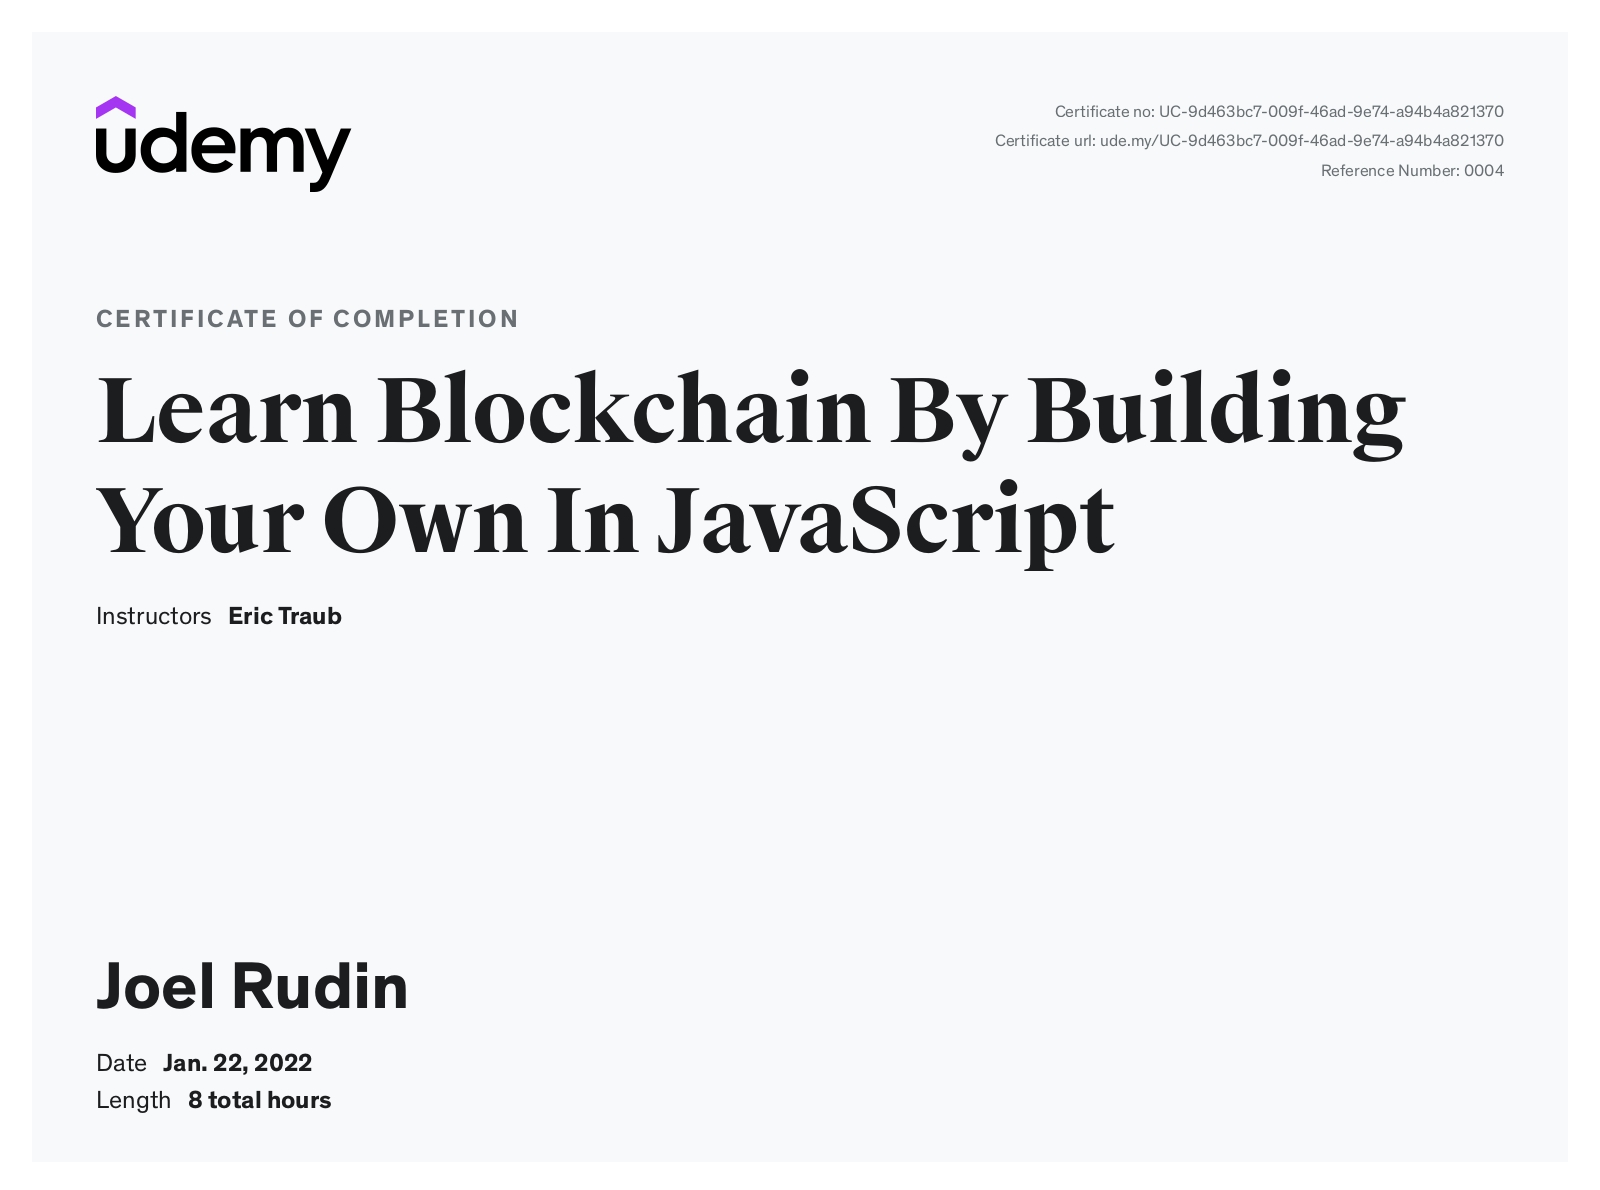 udemy
Certificate no: UC-9d463bc7-009f-46ad-9e74-a94b4a821370
Certificate url: ude.my/UC-9d463bc7-009f-46ad-9e74-a94b4a821370
Reference Number: 0004
CERTIFICATE OF COMPLETION
Learn Blockchain By Building
Your Own In JavaScript
Instructors Eric Traub
Joel Rudin
Date Jan. 22, 2022
Length 8 total hours